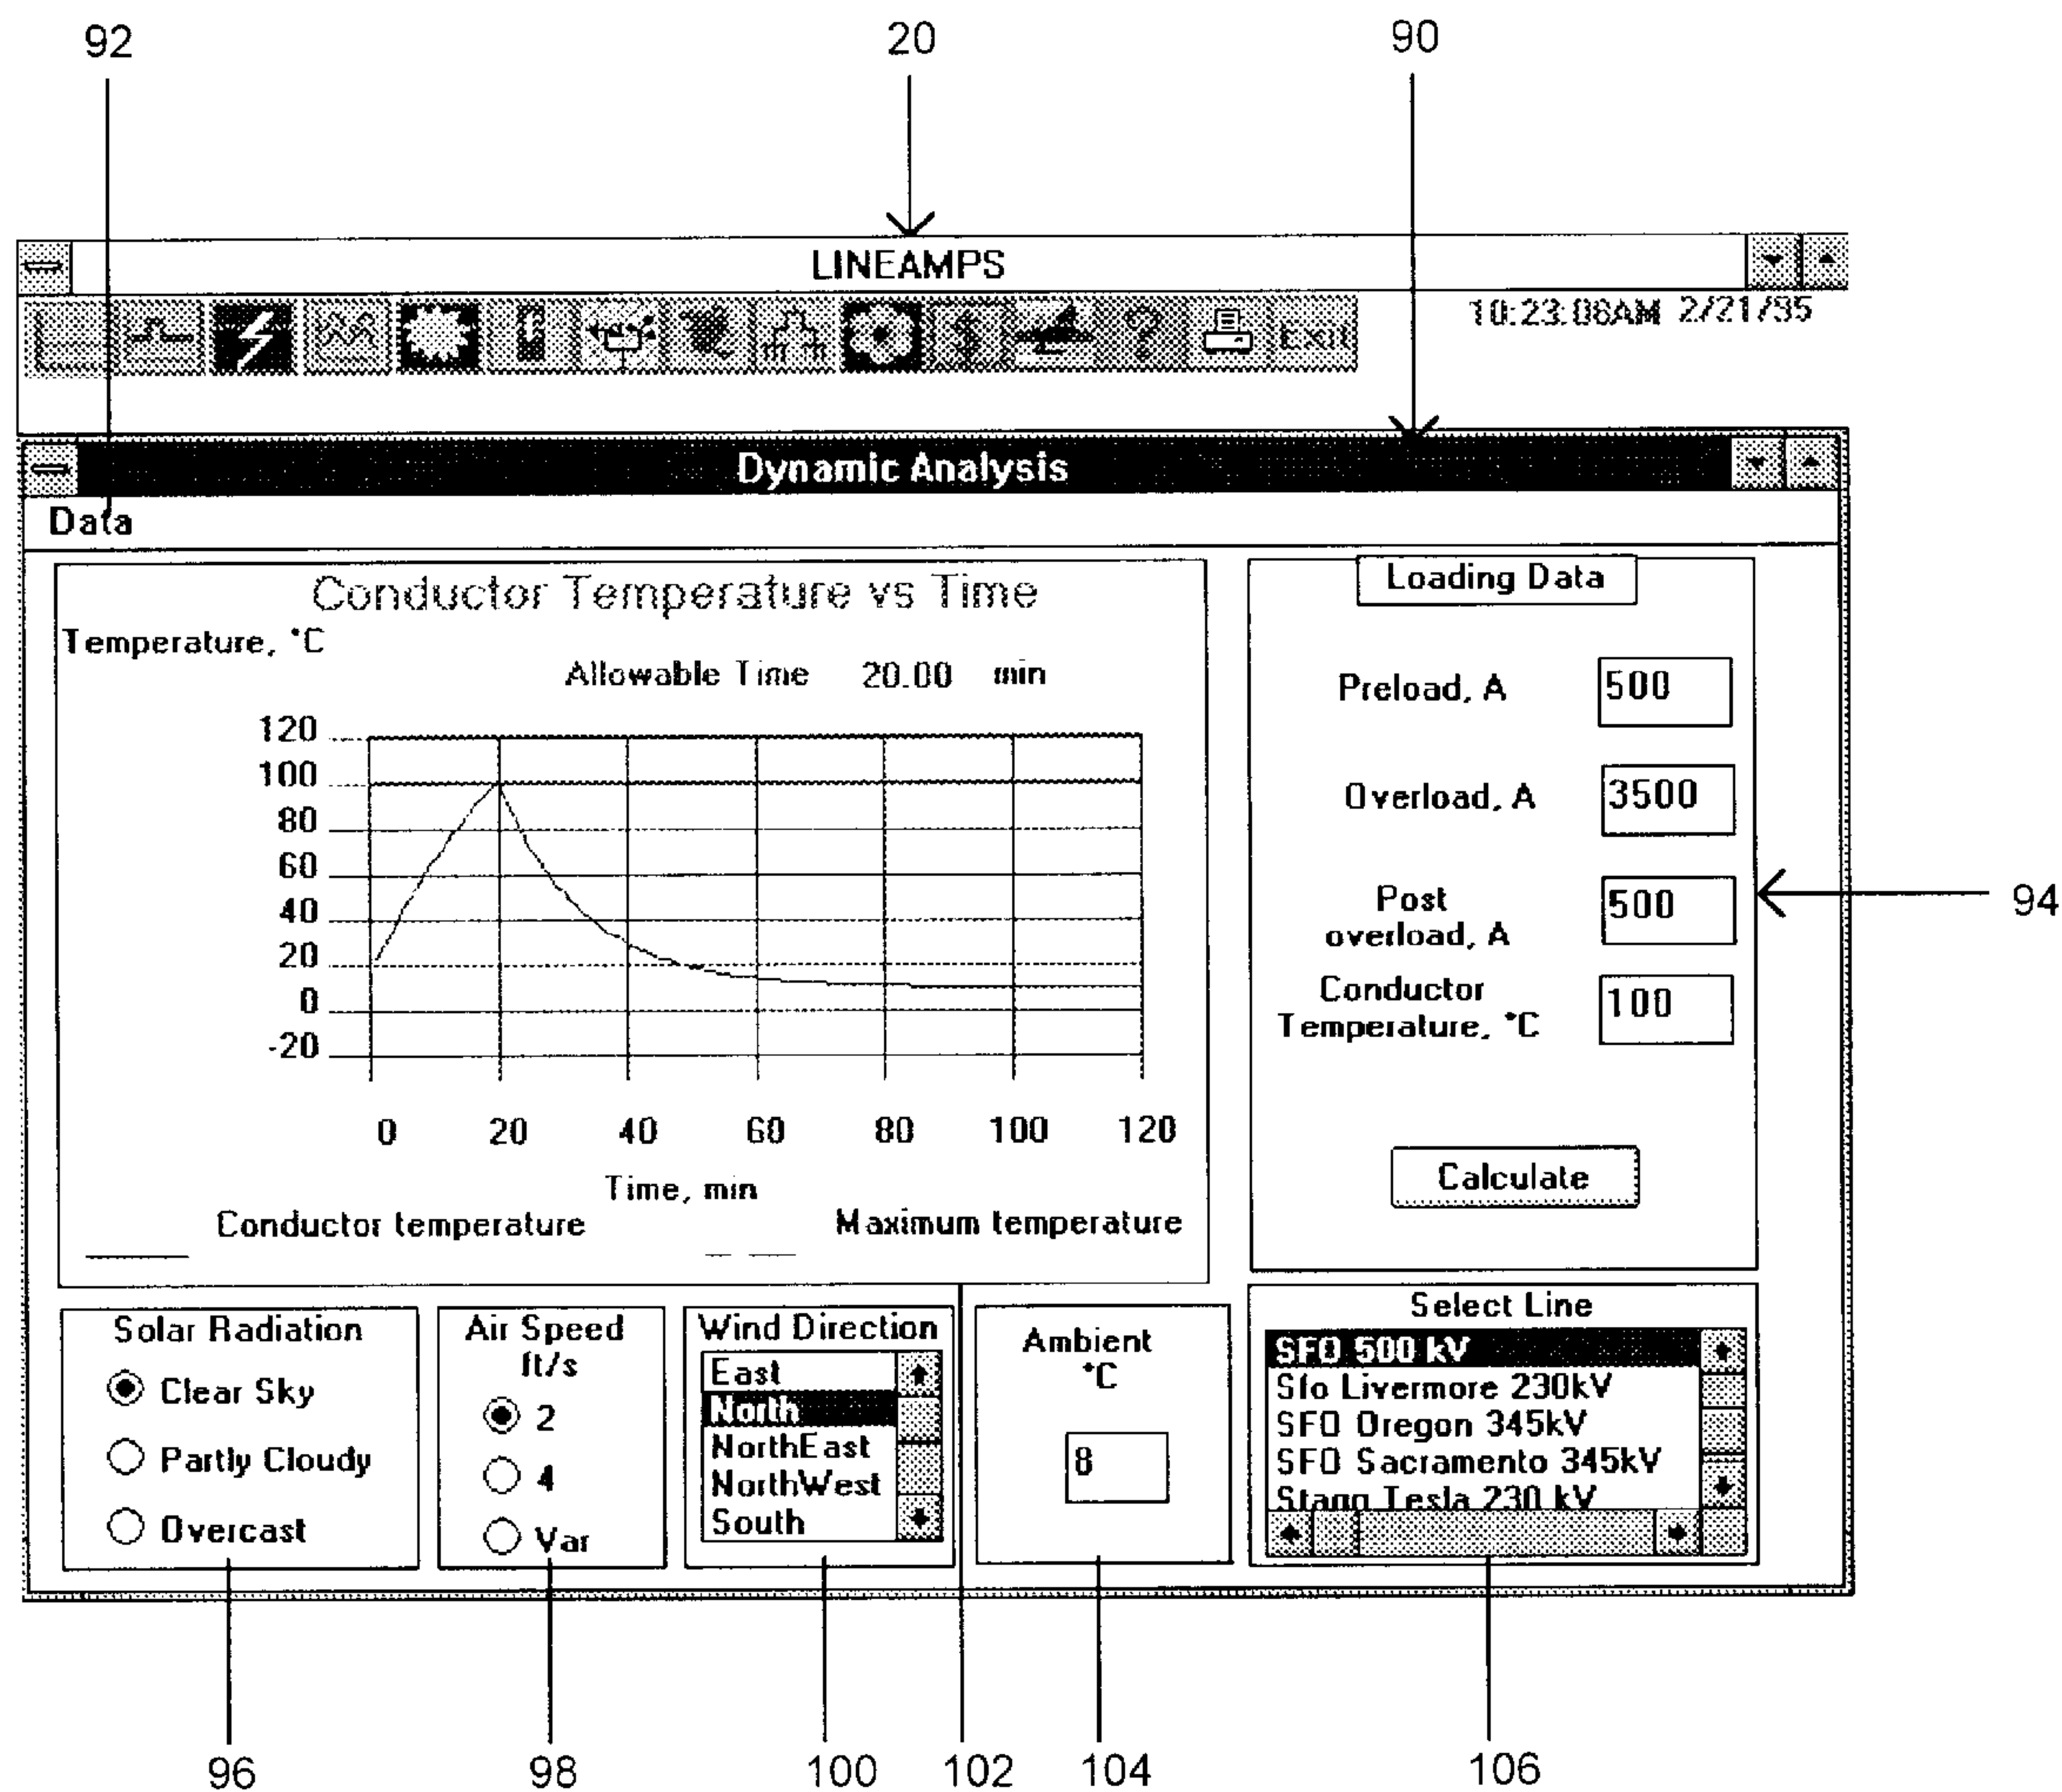 92 20 90
LINEAMPS
Exit
10:23:08AM 2/21/95
Dynamic Analysis
Data
Conductor Temperature vs Time
Temperature, °C
Allowable Time 20.00 min
120
100
80
60
40
20
0
-20
0 20 40 60 80 100 120
Time, min
Conductor temperature
Maximum temperature
Loading Data
Preload, A 500
Overload, A 3500
Post
overload, A 500
Conductor
Temperature, °C 100
Calculate
94
Solar Radiation
Clear Sky
Partly Cloudy
Overcast
Air Speed
ft/s
2
4
Var
Wind Direction
East
North
NorthEast
NorthWest
South
Ambient
°C
8
Select Line
SFO 500 kV
Sfo Livermore 230kV
SFO Oregon 345kV
SFO Sacramento 345kV
Stagg Tesla 230 kV
96 98 100 102 104 106